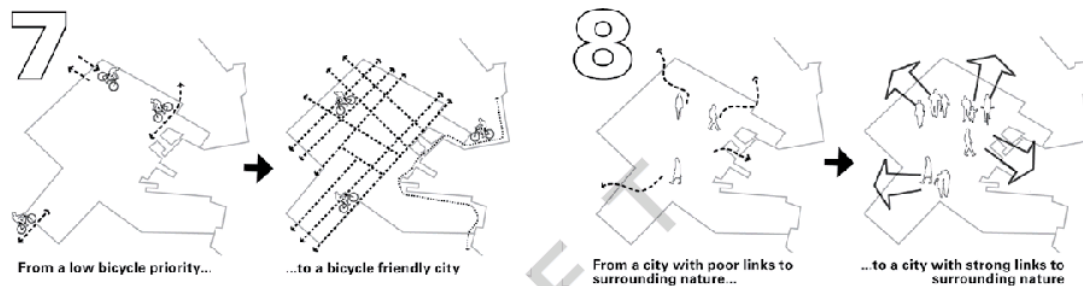 7
From a low bicycle priority...
...to a bicycle friendly city
8
From a city with poor links to
surrounding nature...
...to a city with strong links to
surrounding nature